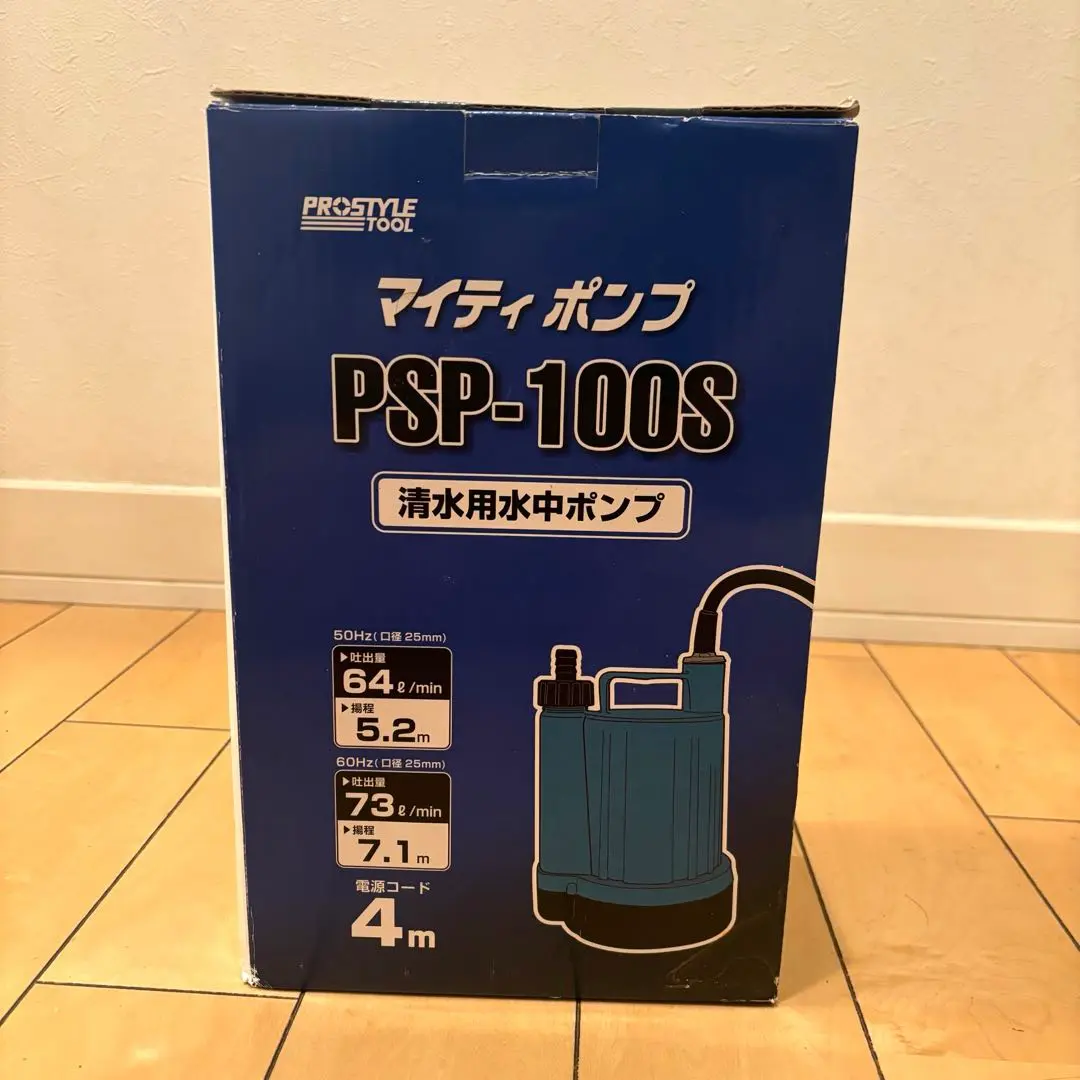 PROSTYLE
TOOL
マイティ ポンプ
PSP-100S
清水用水中ポンプ
50Hz(口径 25mm)
▶吐出量
64ℓ/min
▶揚程
5.2m
60Hz(口径 25mm)
▶吐出量
73ℓ/min
▶揚程
7.1m
電源コード
4m